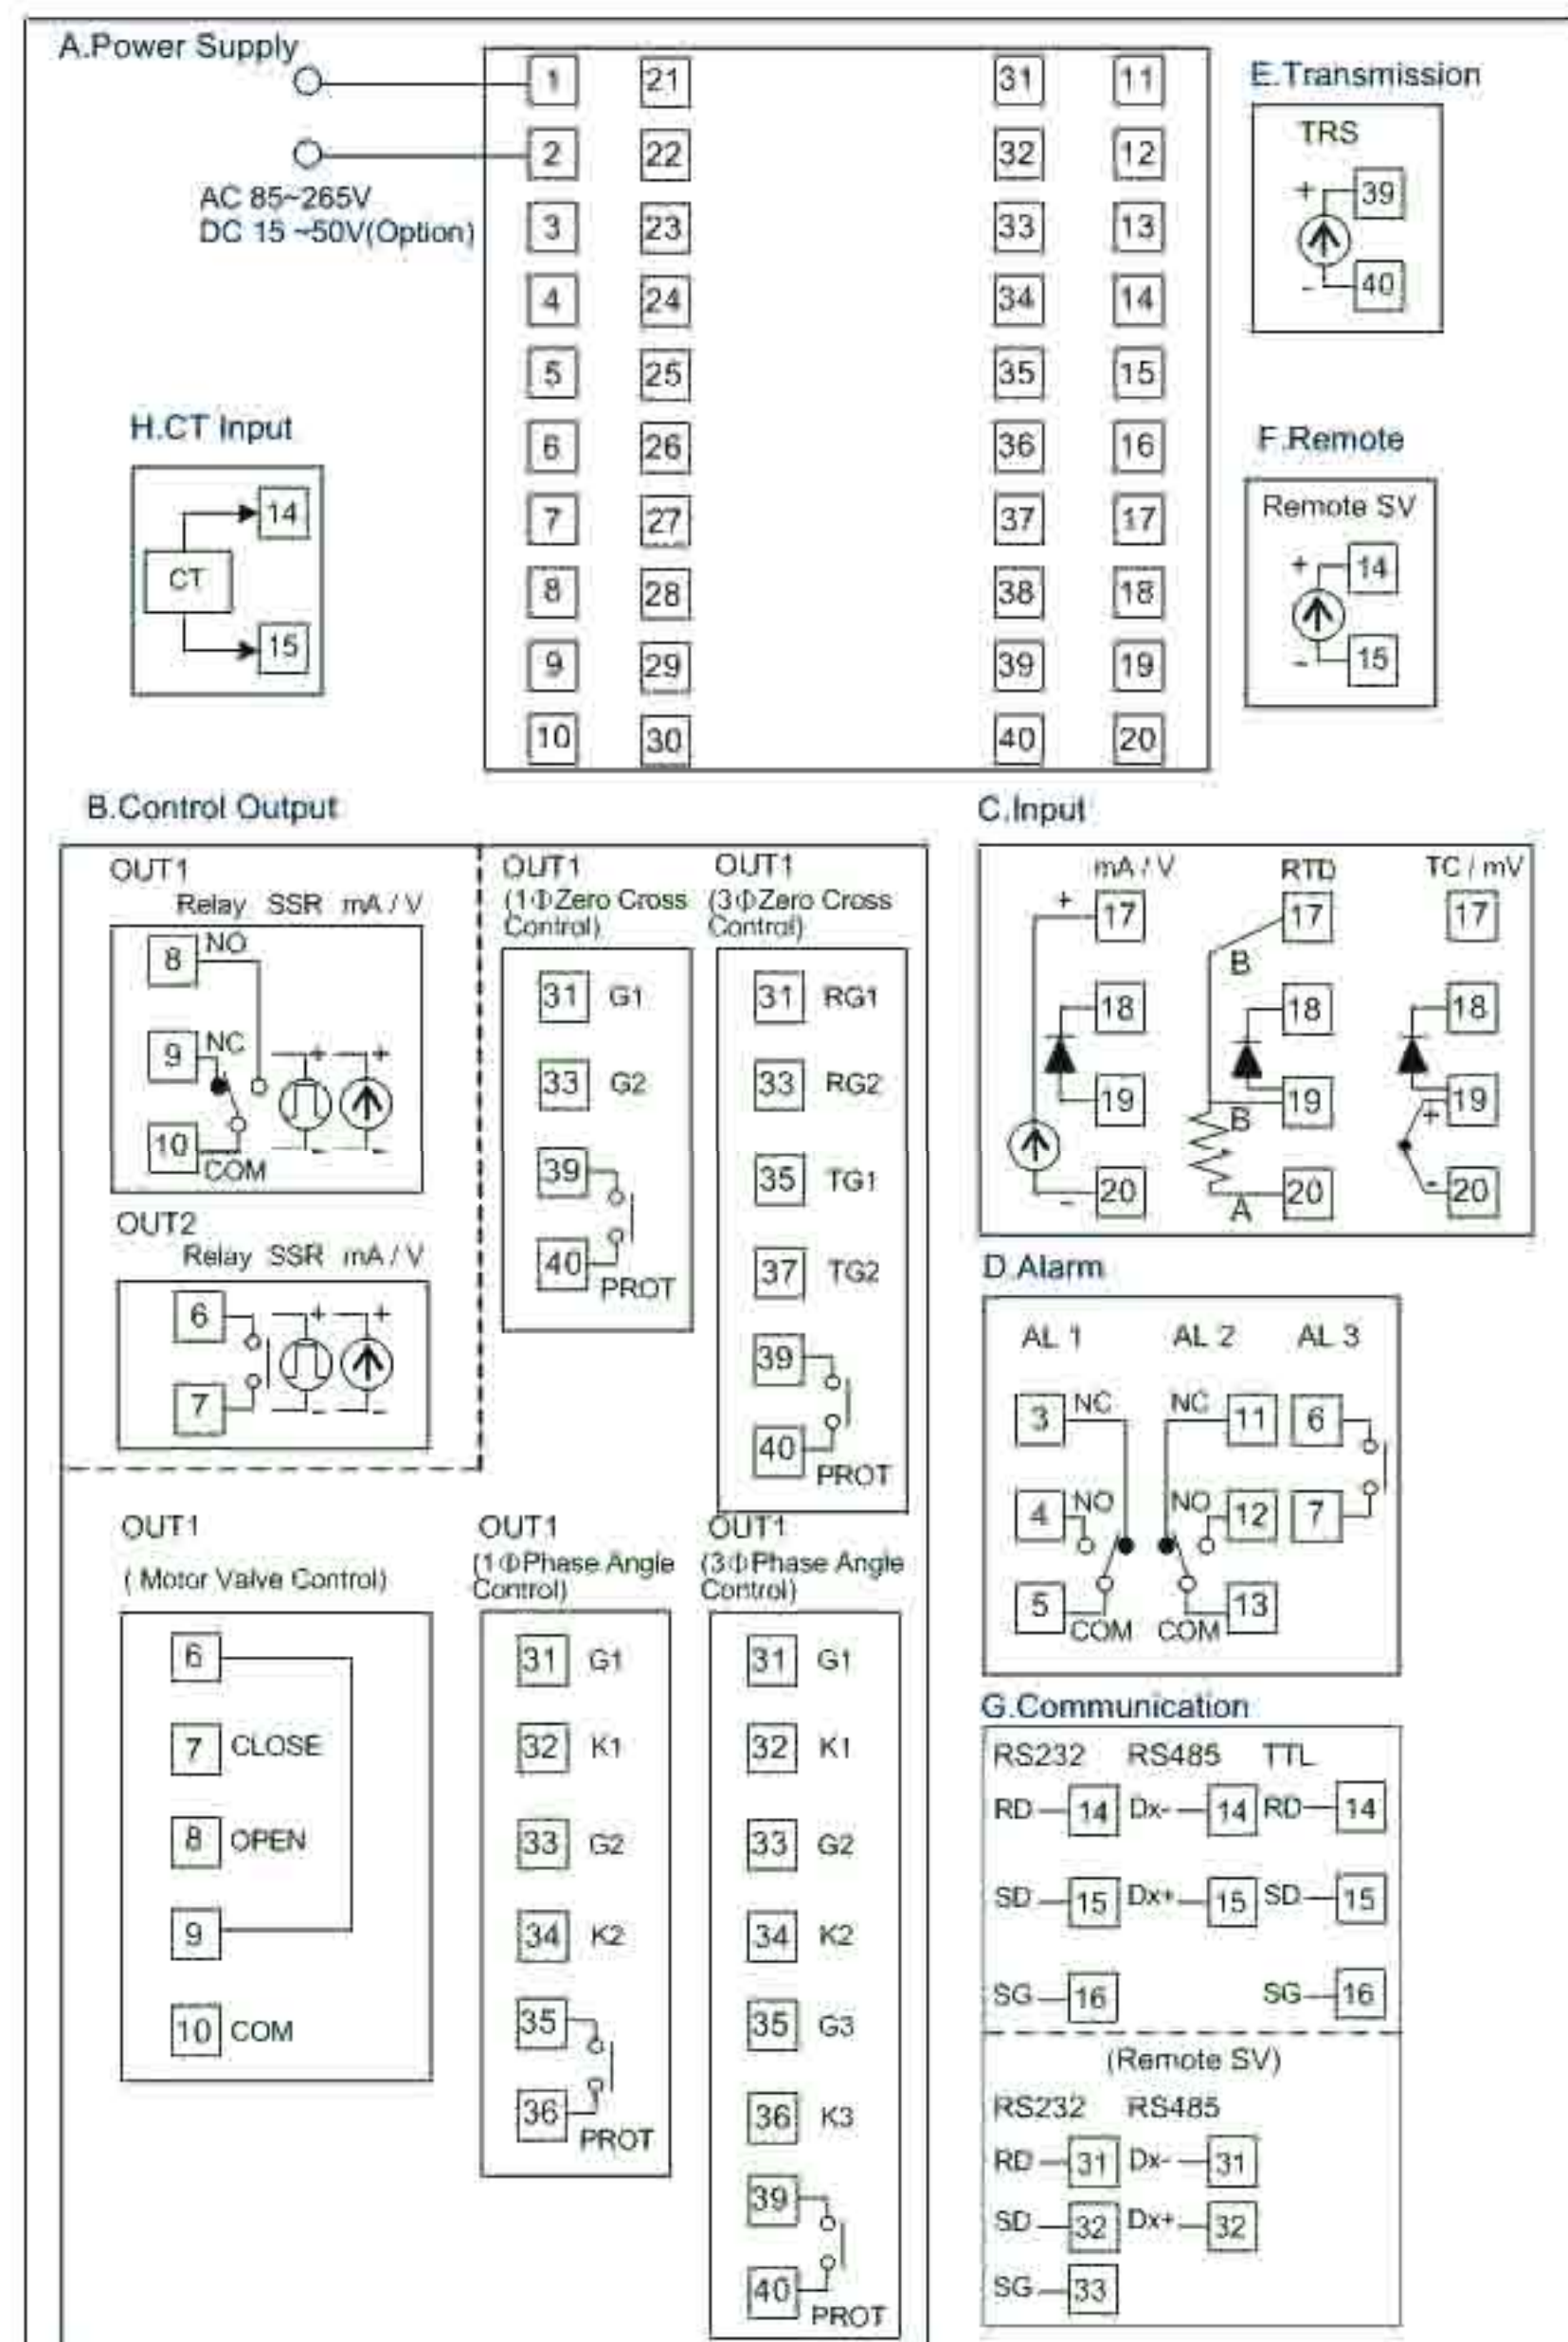 A.Power Supply
AC 85~265V
DC 15 ~50V(Option)
1 21 31 11
2 22 32 12
3 23 33 13
4 24 34 14
5 25 35 15
6 26 36 16
7 27 37 17
8 28 38 18
9 29 39 19
10 30 40 20
E.Transmission
TRS
+ 39
- 40
H.CT Input
14
CT
15
F.Remote
Remote SV
+ 14
- 15
B.Control Output
OUT1
Relay SSR mA / V
8 NO
9 NC + +
10 COM - -
OUT2
Relay SSR mA / V
6 + +
7 - -
OUT1
(1ΦZero Cross
Control)
31 G1
33 G2
39
40
PROT
OUT1
(3ΦZero Cross
Control)
31 RG1
33 RG2
35 TG1
37 TG2
39
40
PROT
OUT1
( Motor Valve Control)
6
7 CLOSE
8 OPEN
9
10 COM
OUT1
(1ΦPhase Angle
Control)
31 G1
32 K1
33 G2
34 K2
35
36
PROT
OUT1
(3ΦPhase Angle
Control)
31 G1
32 K1
33 G2
34 K2
35 G3
36 K3
39
40
PROT
C.Input
mA / V RTD TC / mV
+ 17 17 17
B
18 18 18
19 B 19 + 19
- 20 A 20 - 20
D.Alarm
AL 1 AL 2 AL 3
3 NC NC 11 6
4 NO NO 12 7
5 COM COM 13
G.Communication
RS232 RS485 TTL
RD 14 Dx- 14 RD 14
SD 15 Dx+ 15 SD 15
SG 16 SG 16
(Remote SV)
RS232 RS485
RD 31 Dx- 31
SD 32 Dx+ 32
SG 33